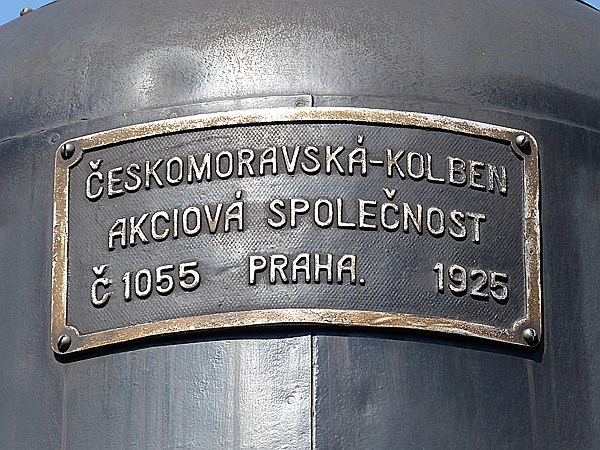 ČESKOMORAVSKÁ-KOLBEN
AKCIOVÁ SPOLEČNOST
Č 1055 PRAHA. 1925